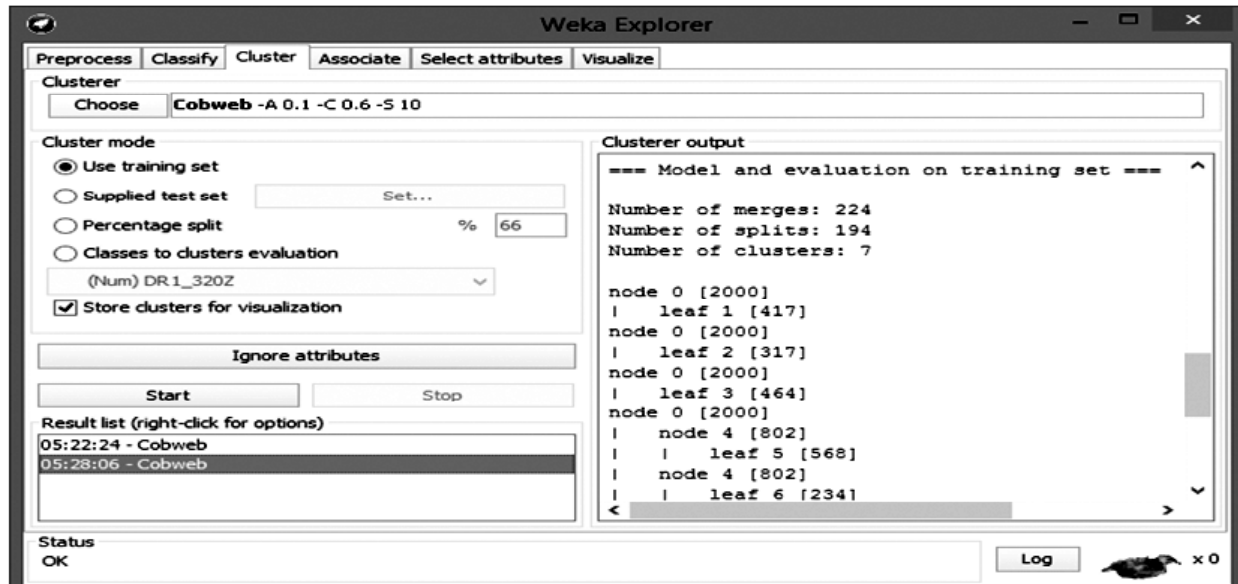 Weka Explorer
Preprocess Classify Cluster Associate Select attributes Visualize
Clusterer
Choose Cobweb -A 0.1 -C 0.6 -S 10
Cluster mode
Use training set
Supplied test set Set...
Percentage split % 66
Classes to clusters evaluation
(Num) DR1_320Z
Store clusters for visualization
Ignore attributes
Start Stop
Result list (right-click for options)
05:22:24 - Cobweb
05:28:06 - Cobweb
Clusterer output
=== Model and evaluation on training set ===
Number of merges: 224
Number of splits: 194
Number of clusters: 7
node 0 [2000]
| leaf 1 [417]
node 0 [2000]
| leaf 2 [317]
node 0 [2000]
| leaf 3 [464]
node 0 [2000]
| node 4 [802]
| | leaf 5 [568]
| node 4 [802]
| | leaf 6 [234]
Status
OK
Log x 0